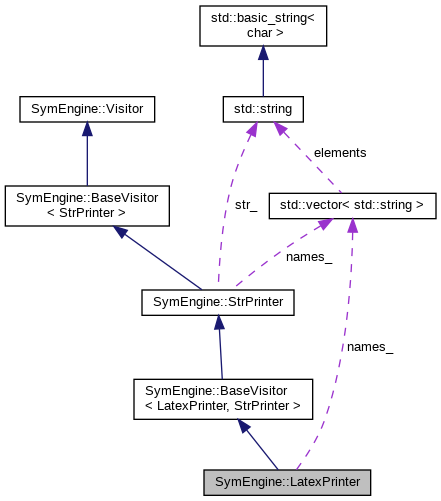 std::basic_string<
char >
SymEngine::Visitor
std::string
elements
SymEngine::BaseVisitor
< StrPrinter >
str_
std::vector< std::string >
names_
SymEngine::StrPrinter
names_
SymEngine::BaseVisitor
< LatexPrinter, StrPrinter >
SymEngine::LatexPrinter